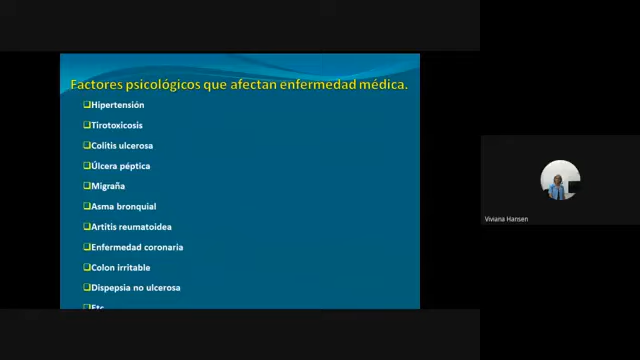 Factores psicológicos que afectan enfermedad médica.
Hipertensión
Tirotoxicosis
Colitis ulcerosa
Úlcera péptica
Migraña
Asma bronquial
Artitis reumatoidea
Enfermedad coronaria
Colon irritable
Dispepsia no ulcerosa
Etc
Viviana Hansen